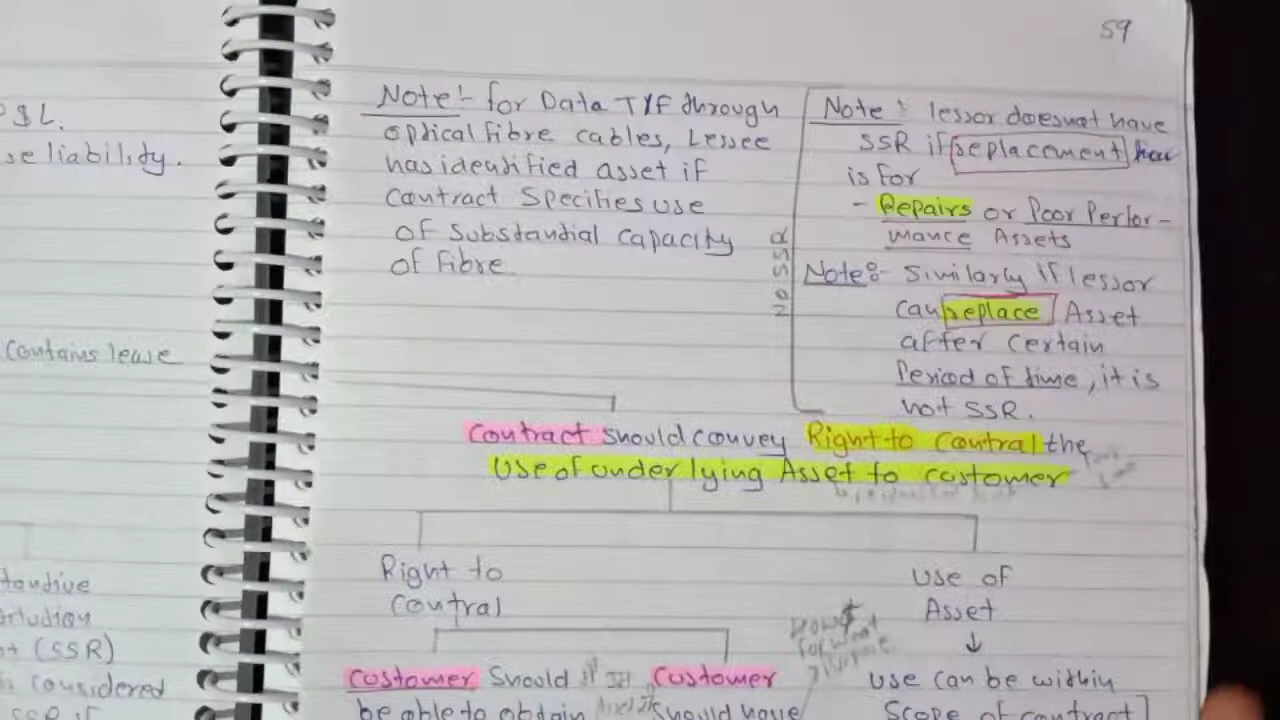 59
Note:- for Data T/F through
optical fibre cables, Lessee
has identified asset if
contract Specifies use
of Substantial capacity
of fibre.
Note: lessor does not have
SSR if replacement
is for
- Repairs or Poor Perfor-
mance Assets
Note:- Similarly if lessor
can replace Asset
after certain
Period of time, it is
not SSR.
liability.
Contains lease
Contract should convey Right to Contral the
Use of underlying Asset to customer
Right to
Contral
Use of
Asset
↓
(SSR)
considered
Customer Should
be able to obtain
Customer
Should have
use can be within
Scope of contract]